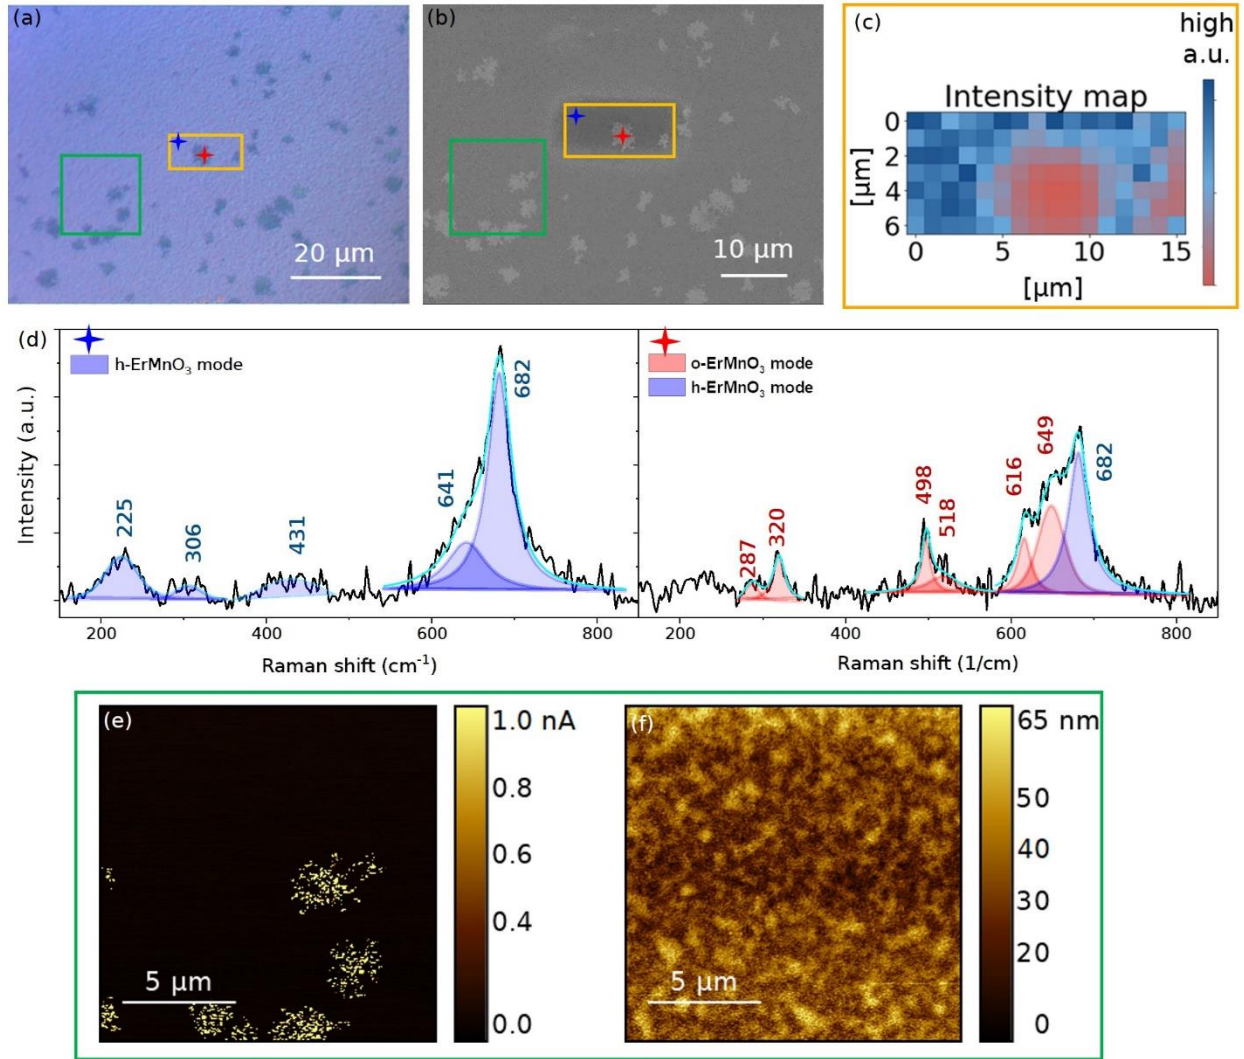 (a)
20 μm
(b)
10 μm
(c)
high
a.u.
Intensity map
0
2
4
6
[μm]
0 5 10 15
[μm]
(d)
Intensity (a.u.)
h-ErMnO3 mode
225
306
431
641
682
200 400 600 800
Raman shift (cm-1)
o-ErMnO3 mode
h-ErMnO3 mode
287
320
498
518
616
649
682
200 400 600 800
Raman shift (1/cm)
(e)
5 μm
1.0 nA
0.8
0.6
0.4
0.0
(f)
5 μm
65 nm
50
40
30
20
0